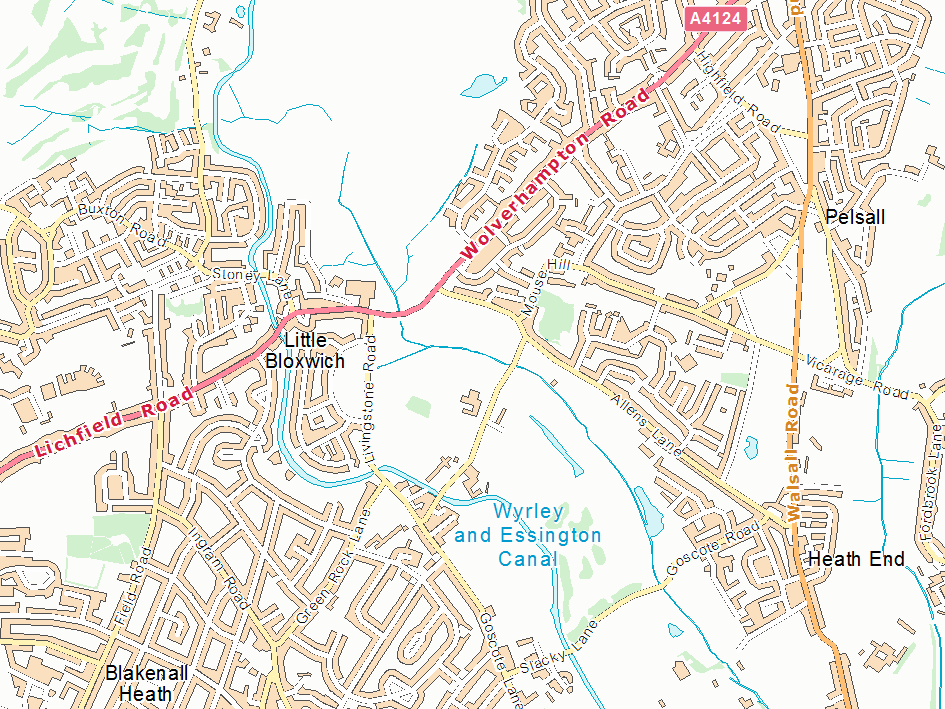 A4124
Highfield Road
Wolverhampton Road
Buxton Road
Pelsall
Stoney Lane
Mouse Hill
Little
Bloxwich
Livingstone Road
Vicarage Road
Lichfield Road
Allens Lane
Walsall Road
Fordbrook Lane
Wyrley
and Essington
Canal
Ingram Road
Green Rock Lane
Field Road
Goscote Road
Heath End
Goscote Lane
Slacky Lane
Blakenall
Heath